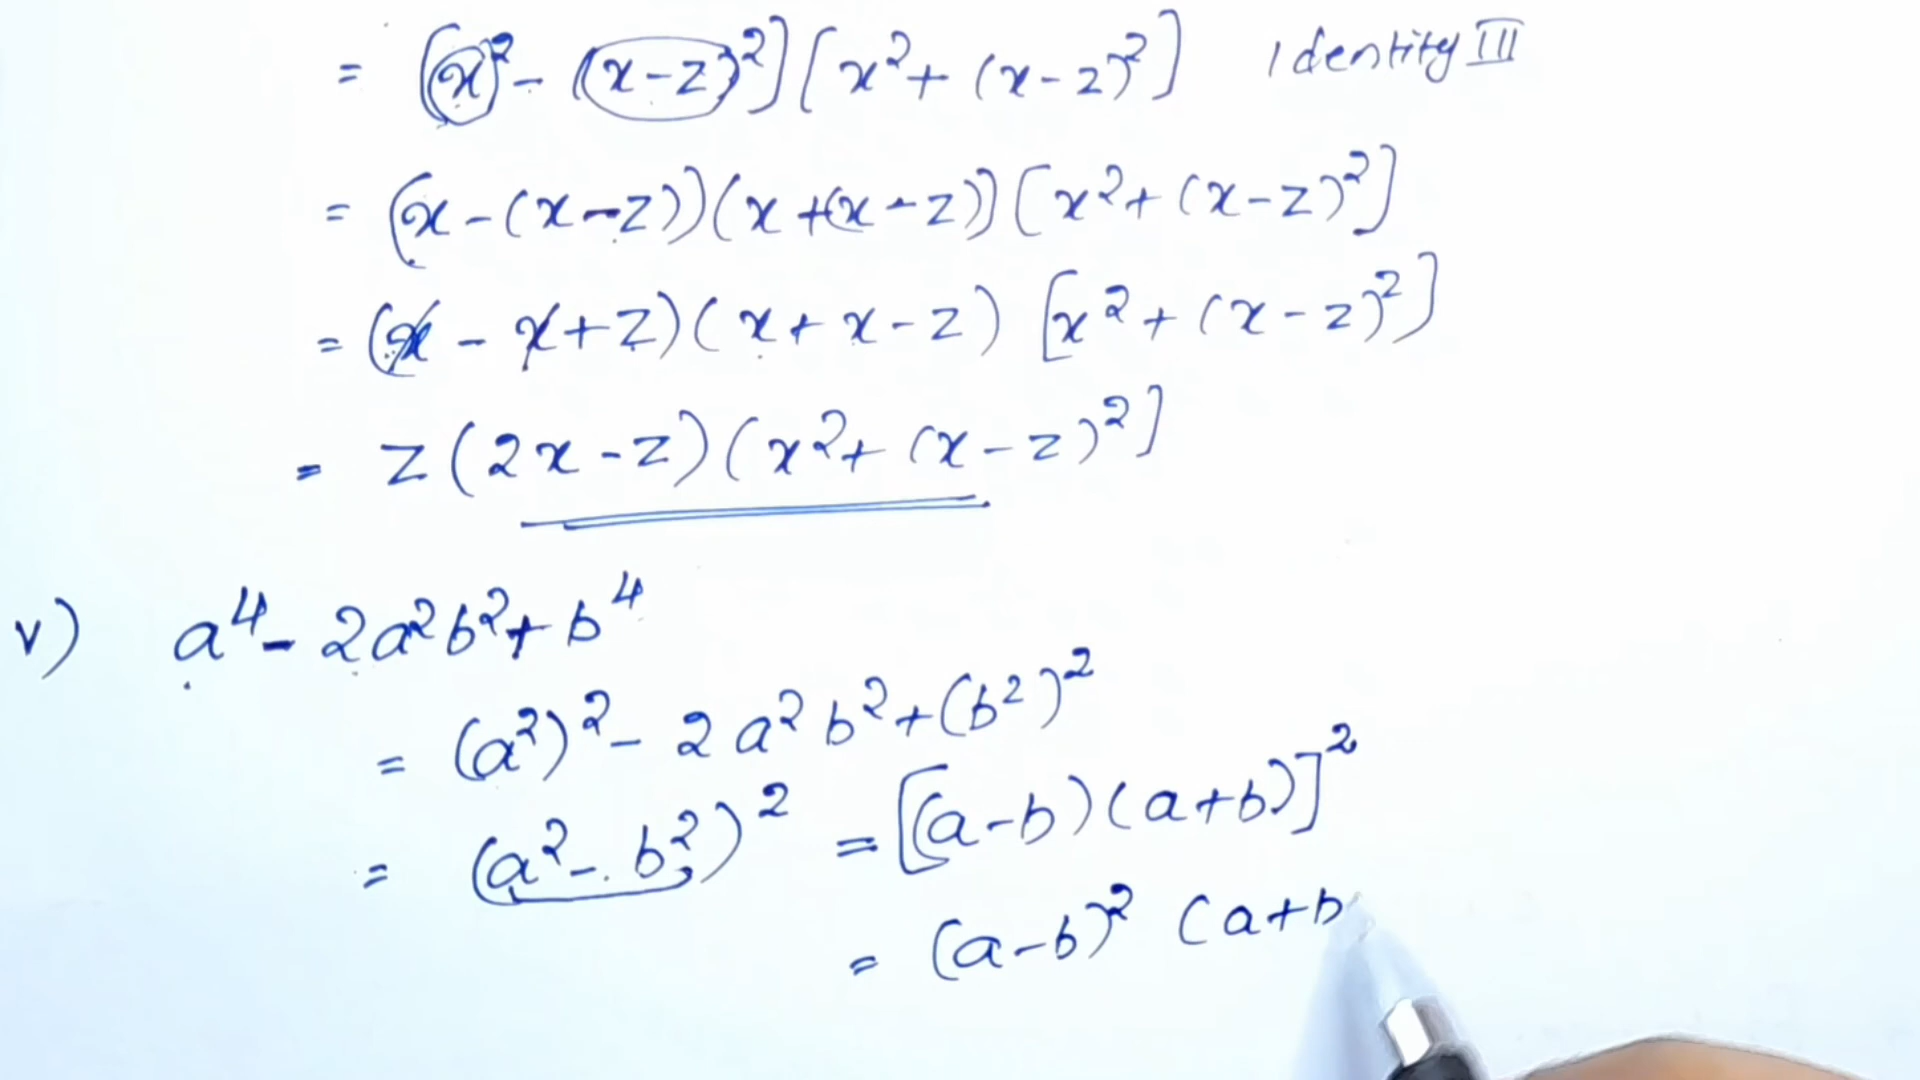 = [(x)² - (x-z)²] [x² + (x-z)²] Identity III
= (x - (x-z)) (x + (x-z)) [x² + (x-z)²]
= (x - x + z) (x + x - z) [x² + (x-z)²]
= z (2x - z) (x² + (x-z)²]
v) a⁴ - 2a²b² + b⁴
= (a²)² - 2a²b² + (b²)²
= (a² - b²)² = [(a-b) (a+b)]²
= (a-b)² (a+b